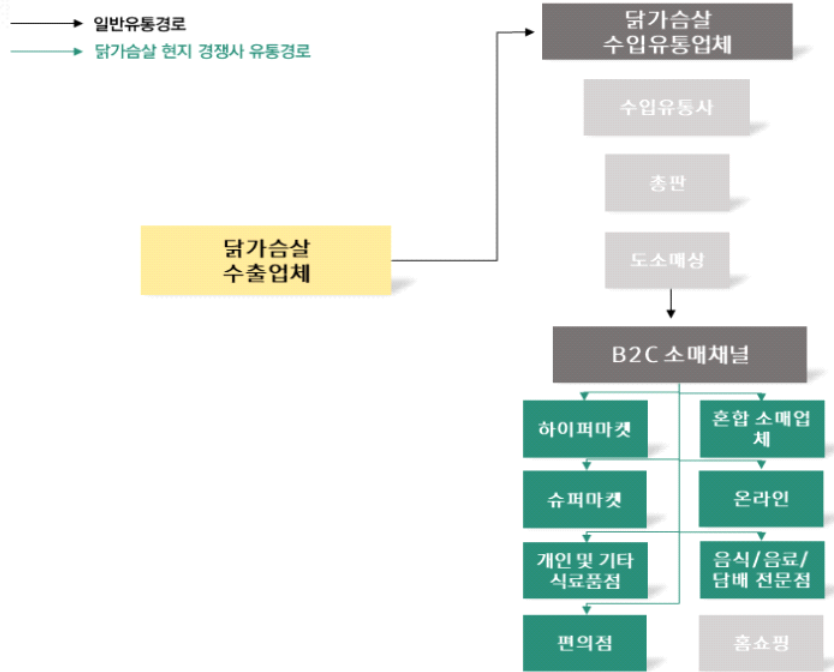 일반유통경로
닭가슴살 현지 경쟁사 유통경로
닭가슴살
수입유통업체
수입유통사
총판
도소매상
닭가슴살
수출업체
B2C 소매채널
하이퍼마켓
혼합 소매업
체
슈퍼마켓
온라인
개인 및 기타
식료품점
음식/음료/
담배 전문점
편의점
홈쇼핑